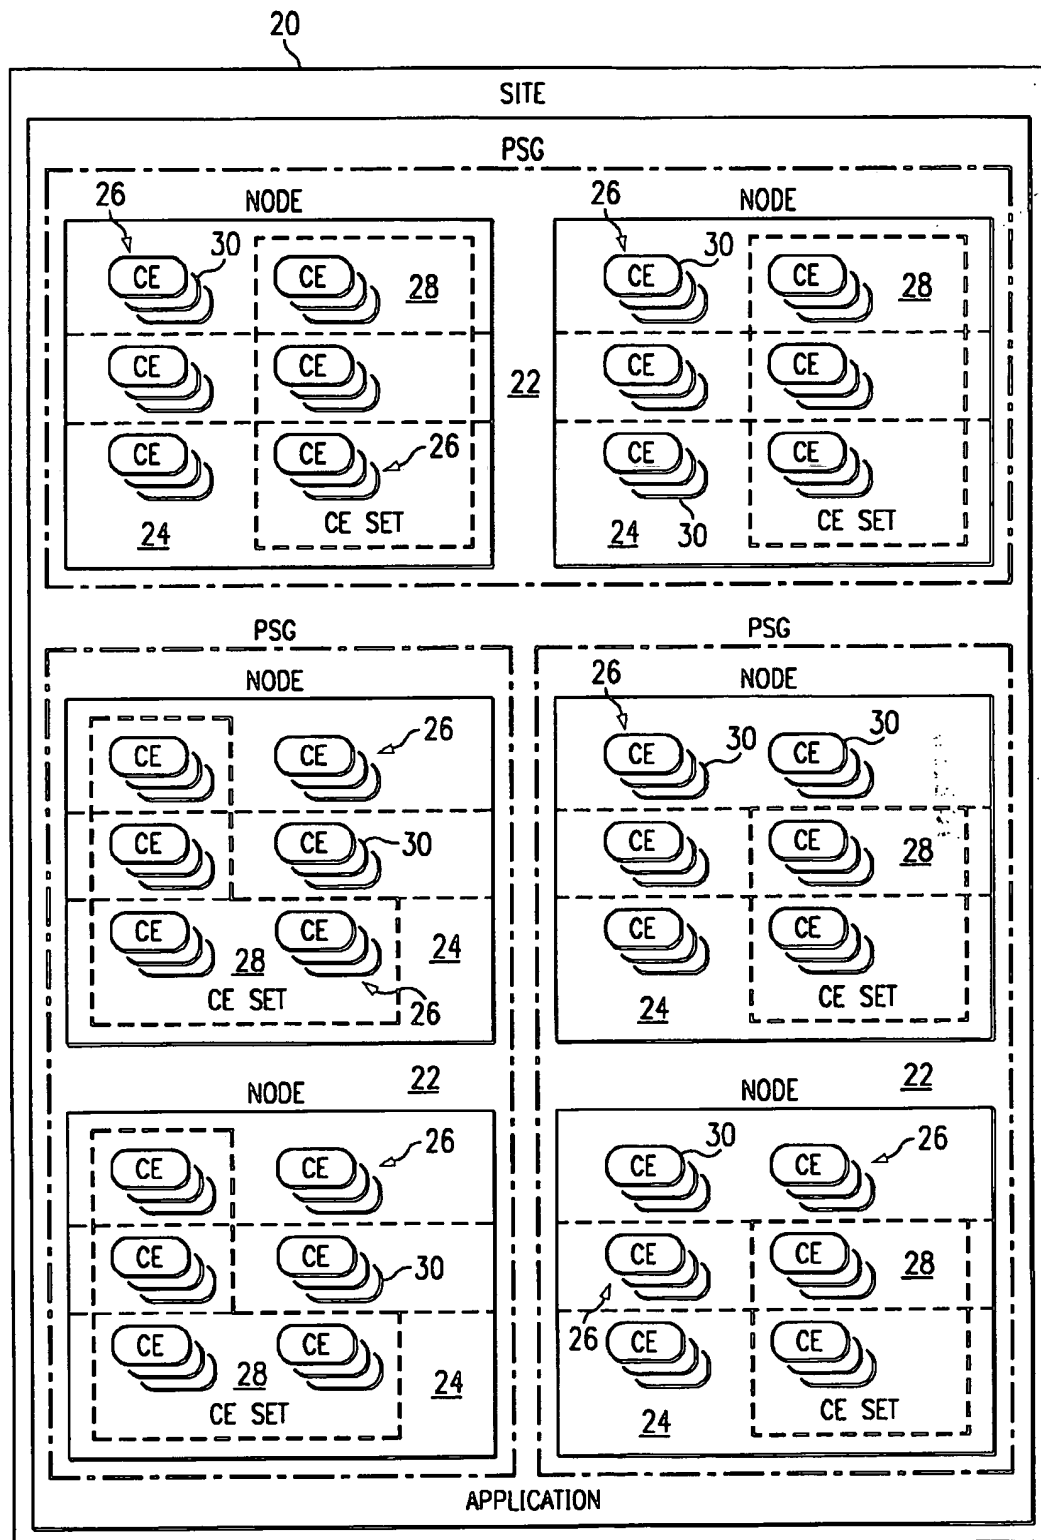 20
SITE
PSG
NODE NODE
26 26
30 30
CE CE 28 CE CE 28
CE CE 22 CE CE
CE CE 26 CE CE
24 CE SET 24 30 CE SET
PSG PSG
NODE NODE
26
CE CE 26 CE 30 CE 30
CE CE 30 CE CE 28
CE CE 24 CE CE
28 26
CE SET 24 CE SET
22 22
NODE NODE
CE CE 26 CE 30 CE 26
CE CE 30 CE CE 28
26
CE CE CE CE
28 24
CE SET 24 CE SET
APPLICATION